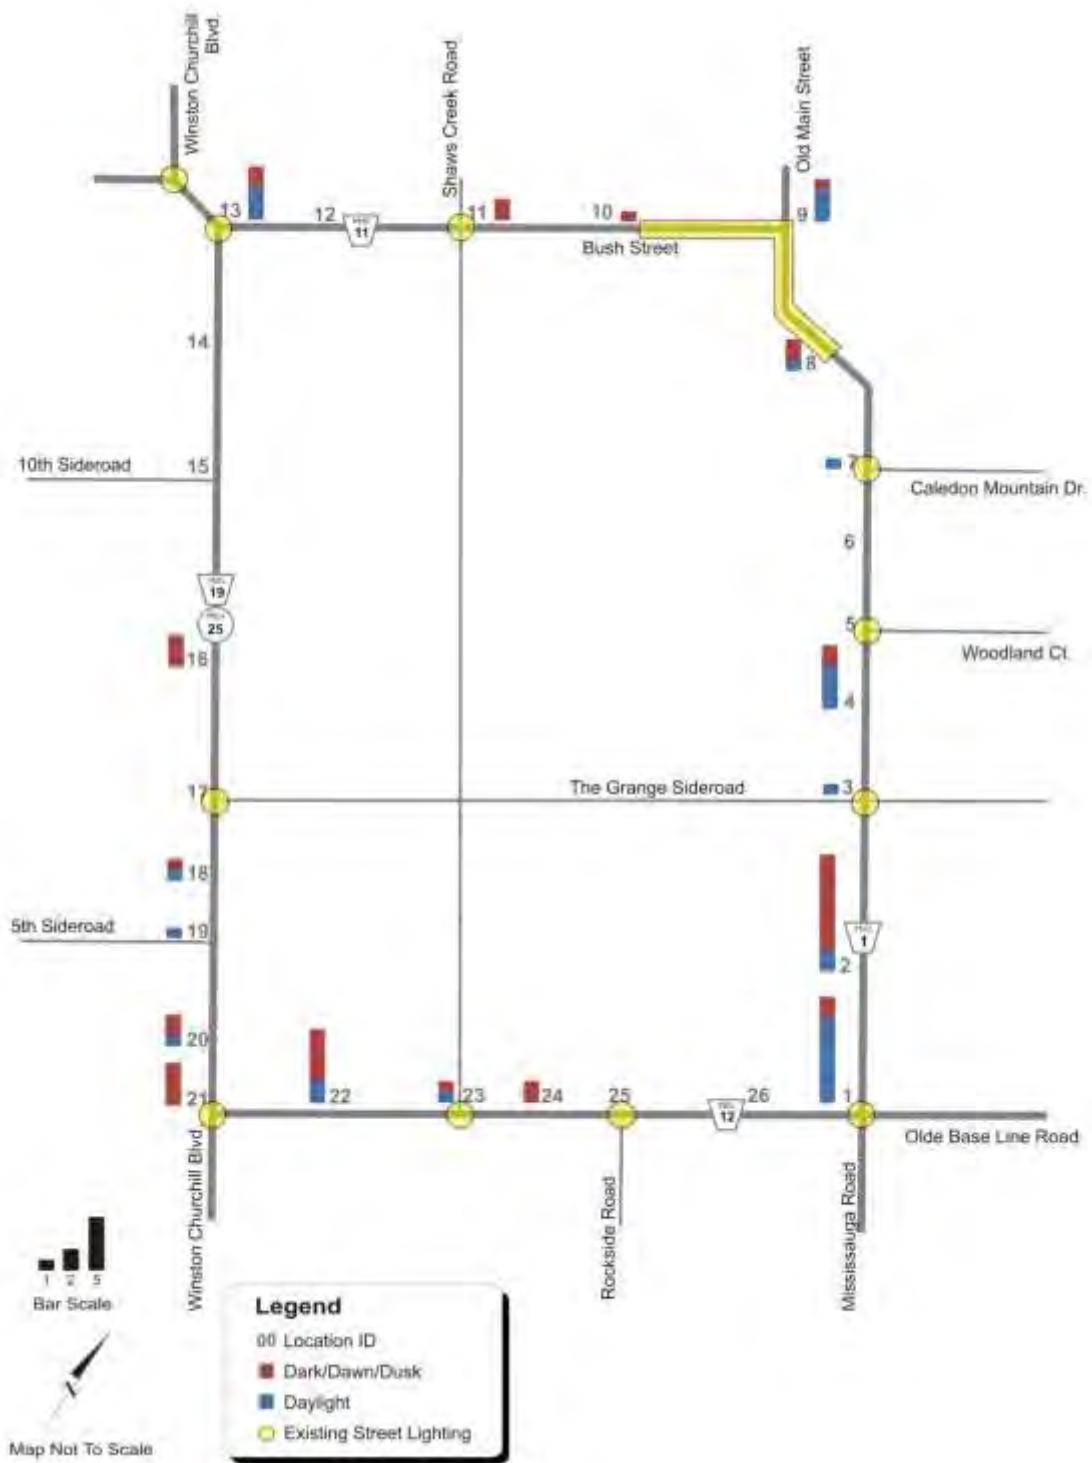 Winston Churchill
Blvd.
Shaws Creek Road
Old Main Street
13
12
11
11
10
9
Bush Street
14
8
10th Sideroad
15
7
Caledon Mountain Dr.
6
19
25
5
Woodland Ct.
16
4
17
The Grange Sideroad
3
18
5th Sideroad
19
1
2
20
21
22
23
24
25
12
26
1
Olde Base Line Road
Winston Churchill Blvd
Rockside Road
Mississauga Road
1 2 5
Bar Scale
Map Not To Scale
Legend
00 Location ID
Dark/Dawn/Dusk
Daylight
Existing Street Lighting